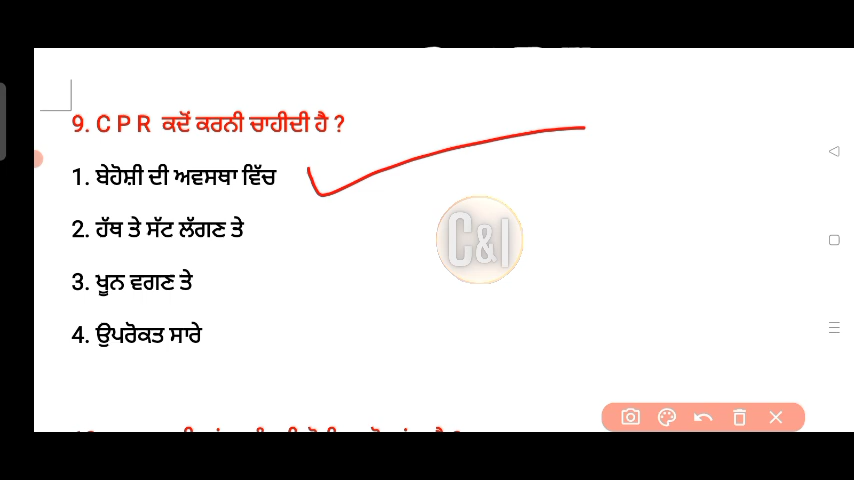 9. C P R ਕਦੋਂ ਕਰਨੀ ਚਾਹੀਦੀ ਹੈ ?
1. ਬੇਹੋਸ਼ੀ ਦੀ ਅਵਸਥਾ ਵਿੱਚ
2. ਹੱਥ ਤੇ ਸੱਟ ਲੱਗਣ ਤੇ
C&I
3. ਖੂਨ ਵਗਣ ਤੇ
4. ਉਪਰੋਕਤ ਸਾਰੇ